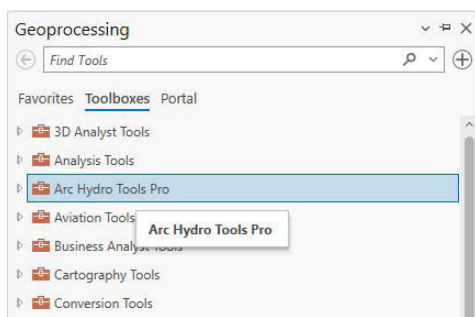 Geoprocessing
Find Tools
Favorites Toolboxes Portal
3D Analyst Tools
Analysis Tools
Arc Hydro Tools Pro
Aviation Tools
Arc Hydro Tools Pro
Business Analyst Tools
Cartography Tools
Conversion Tools